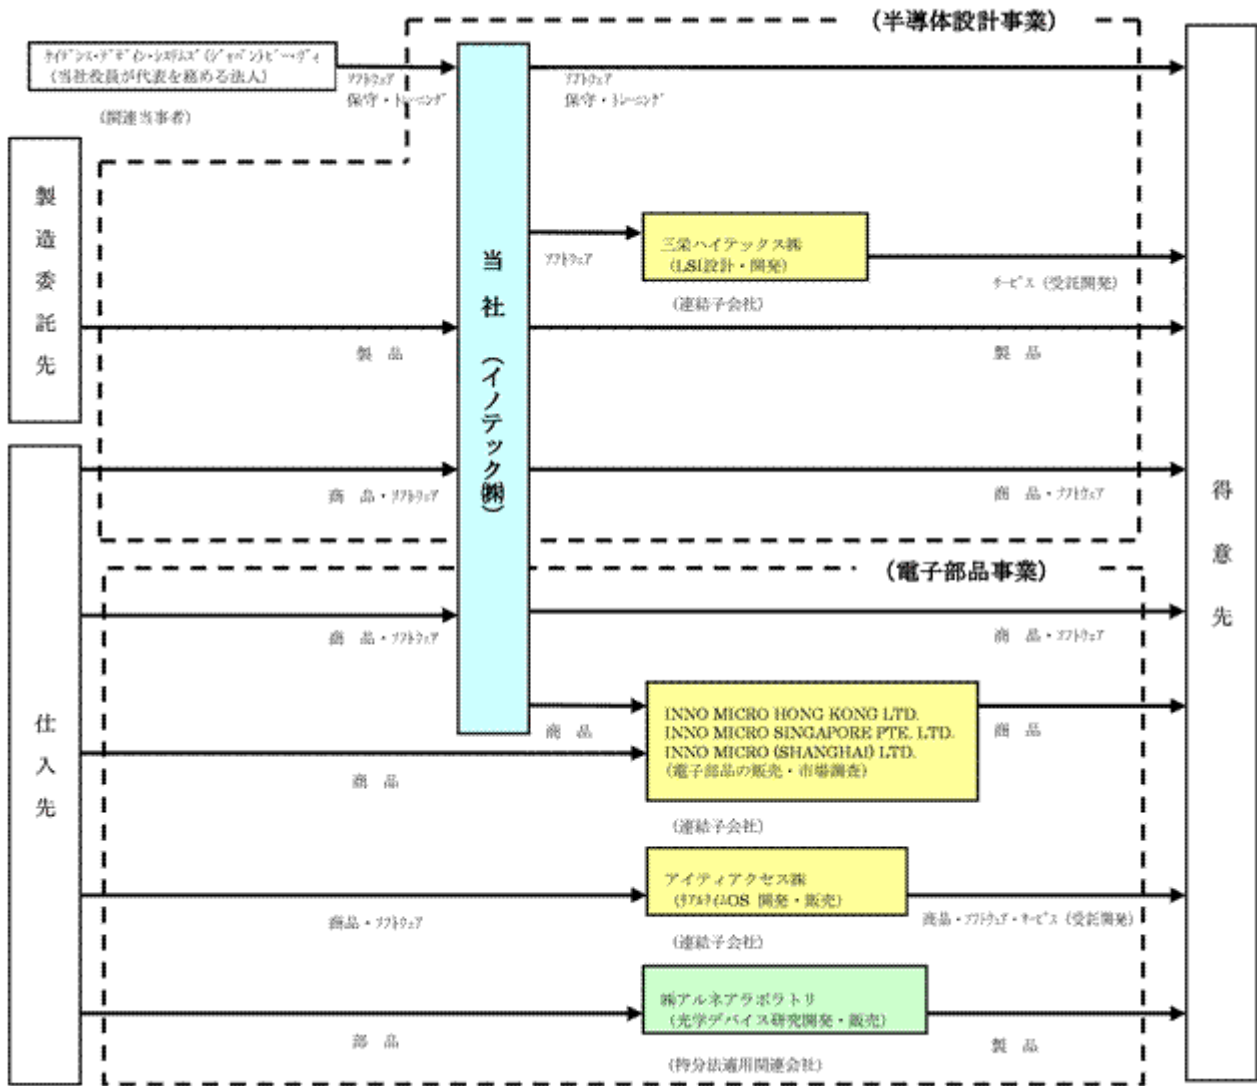 (半導体設計事業)
ケイデンス・デザイン・システムズ(ジャパン)ビー・ヴィ
(当社役員が代表を務める法人)
(関連当事者)
ソフトウェア
保守・トレーニング
ソフトウェア
保守・トレーニング
製造委託先
当社 (イノテック㈱)
得意先
ソフトウェア
三栄ハイテックス㈱
(LSI設計・開発)
(連結子会社)
サービス(受託開発)
製 品
製 品
商 品・ソフトウェア
商 品・ソフトウェア
(電子部品事業)
仕入先
商 品・ソフトウェア
商 品・ソフトウェア
商 品
INNO MICRO HONG KONG LTD.
INNO MICRO SINGAPORE PTE. LTD.
INNO MICRO (SHANGHAI) LTD.
(電子部品の販売・市場調査)
(連結子会社)
商 品
商 品
アイティアクセス㈱
(リアルタイムOS 開発・販売)
(連結子会社)
商品・ソフトウェア
商品・ソフトウェア・サービス(受託開発)
㈱アルネアラボラトリ
(光学デバイス研究開発・販売)
(持分法適用関連会社)
部 品
製 品